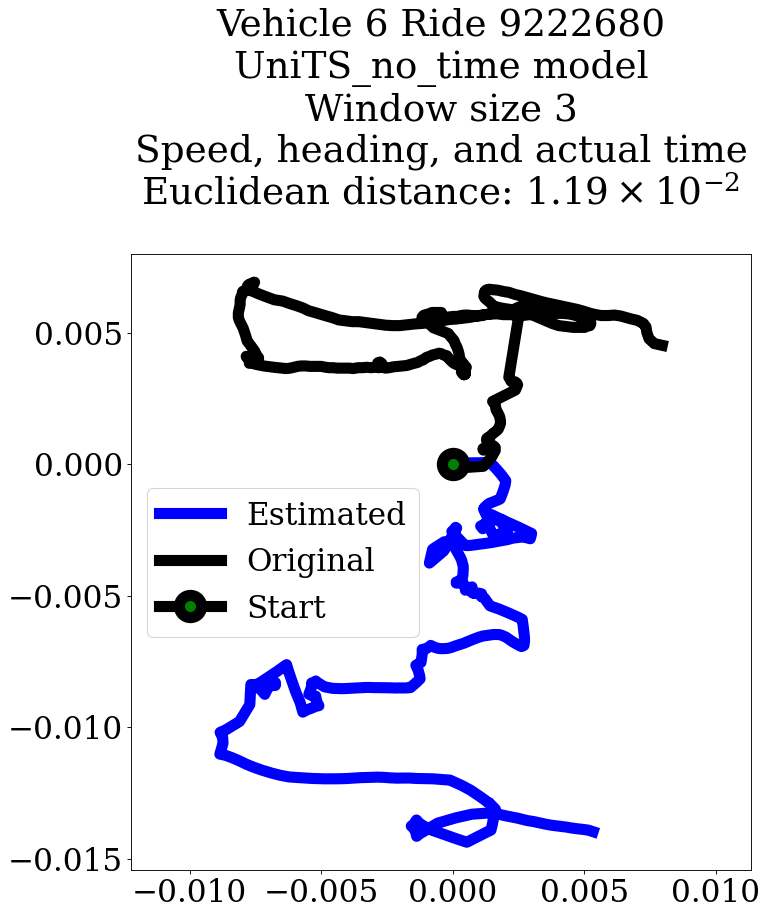 Vehicle 6 Ride 9222680
UniTS_no_time model
Window size 3
Speed, heading, and actual time
Euclidean distance: 1.19 × 10⁻²
0.005
0.000
−0.005
−0.010
−0.015
Estimated
Original
Start
−0.010 −0.005 0.000 0.005 0.010